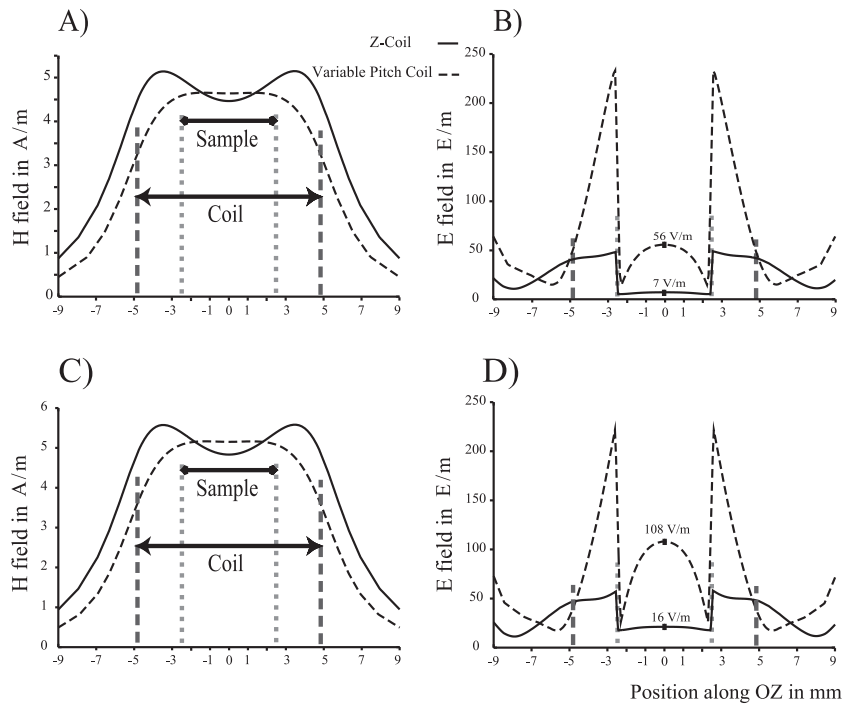 A)
B)
Z-Coil
Variable Pitch Coil
H field in A/m
5
4
3
2
1
0
Sample
Coil
-9 -7 -5 -3 -1 0 1 3 5 7 9
E field in E/m
250
200
150
100
50
0
56 V/m
7 V/m
-9 -7 -5 -3 -1 0 1 3 5 7 9
C)
D)
H field in A/m
6
5
4
3
2
1
0
Sample
Coil
-9 -7 -5 -3 -1 0 1 3 5 7 9
E field in E/m
250
200
150
100
50
0
108 V/m
16 V/m
-9 -7 -5 -3 -1 0 1 3 5 7 9
Position along OZ in mm